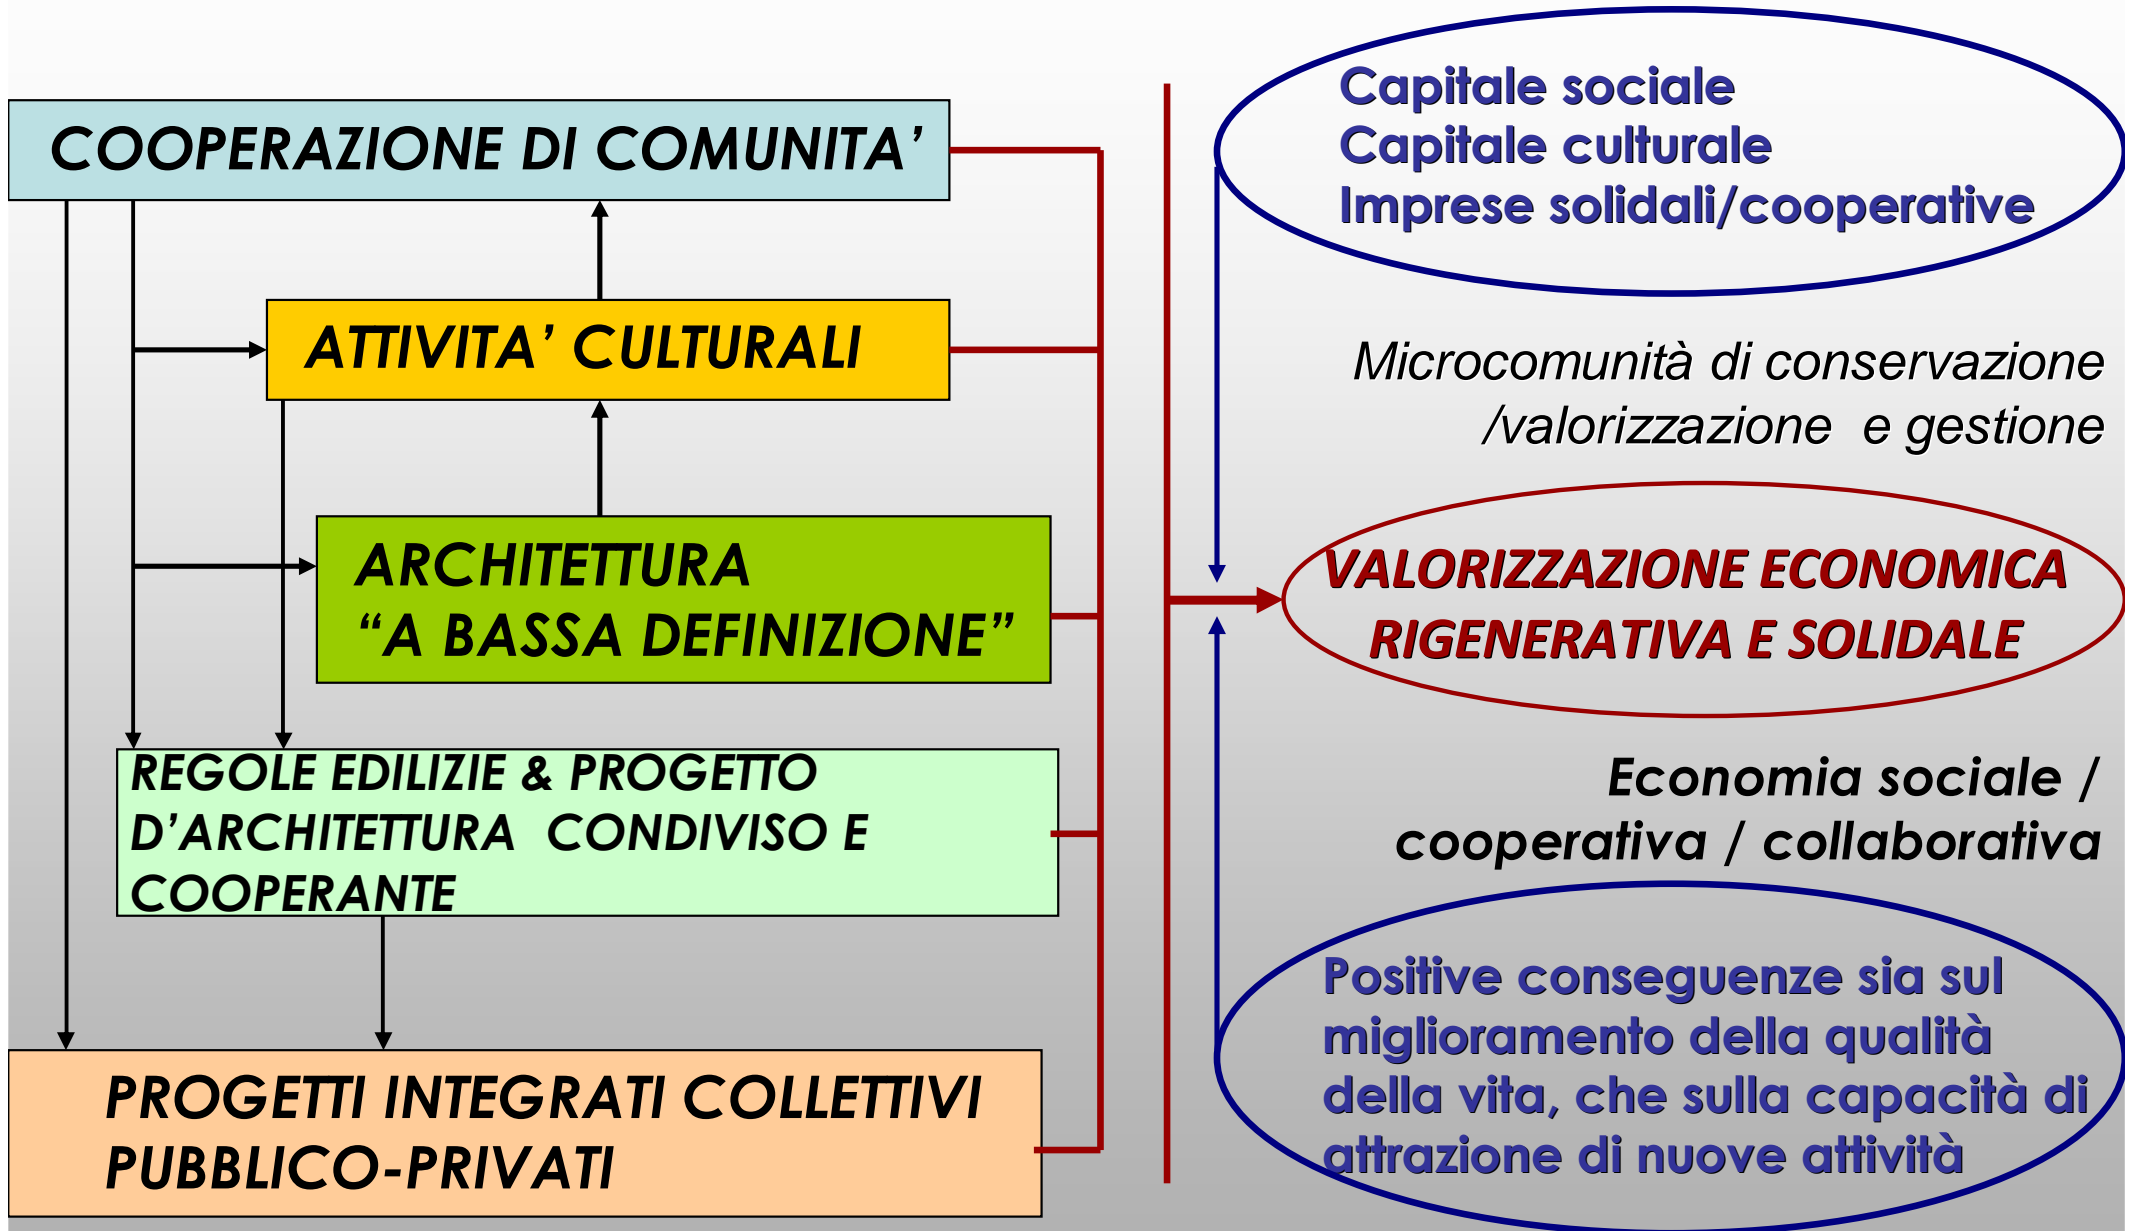 COOPERAZIONE DI COMUNITA’
ATTIVITA’ CULTURALI
ARCHITETTURA
“A BASSA DEFINIZIONE”
REGOLE EDILIZIE & PROGETTO
D’ARCHITETTURA CONDIVISO E
COOPERANTE
PROGETTI INTEGRATI COLLETTIVI
PUBBLICO-PRIVATI
Capitale sociale
Capitale culturale
Imprese solidali/cooperative
Microcomunità di conservazione
/valorizzazione e gestione
VALORIZZAZIONE ECONOMICA
RIGENERATIVA E SOLIDALE
Economia sociale /
cooperativa / collaborativa
Positive conseguenze sia sul
miglioramento della qualità
della vita, che sulla capacità di
attrazione di nuove attività